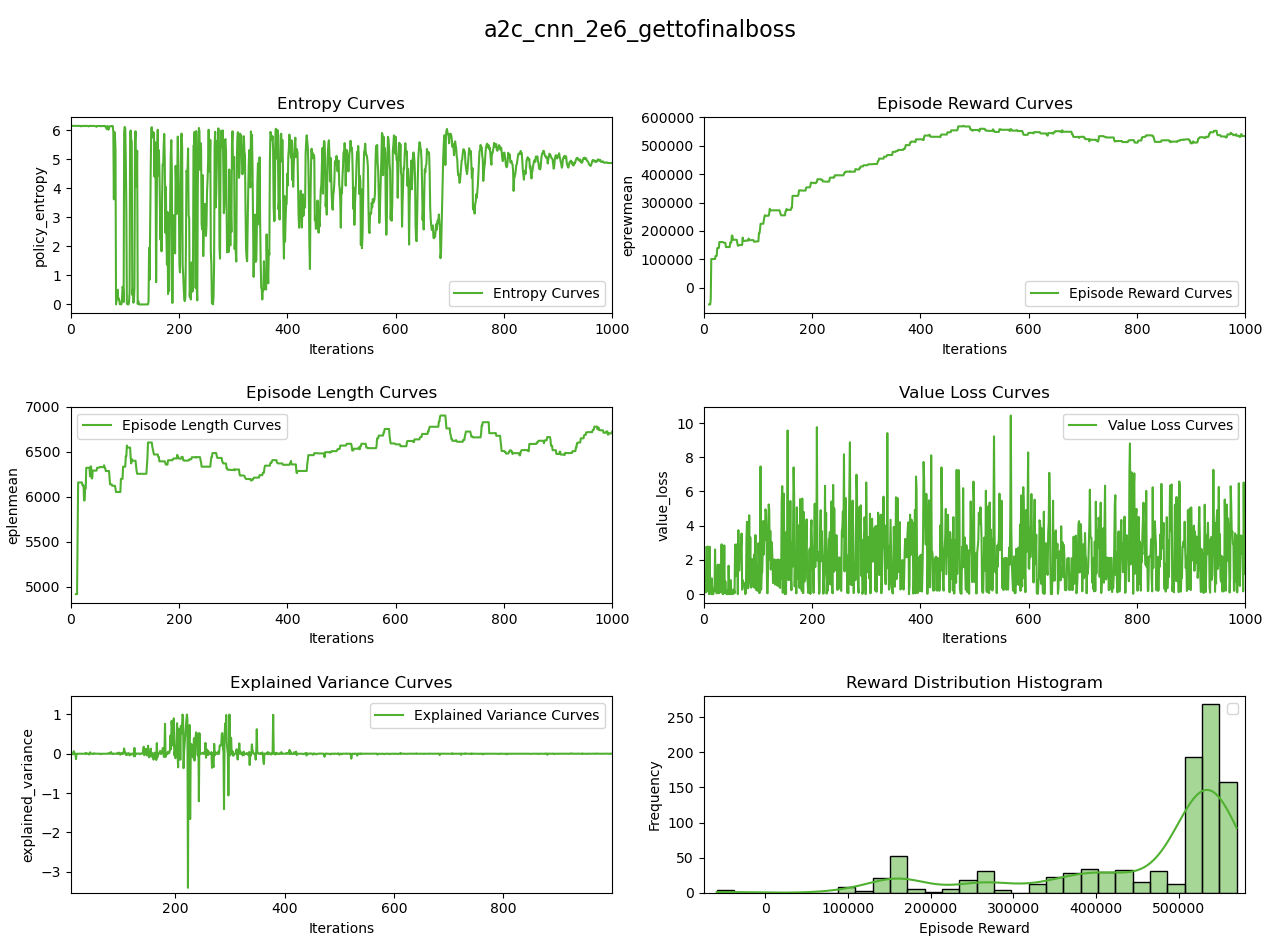 a2c_cnn_2e6_gettofinalboss
Entropy Curves
policy_entropy
6
5
4
3
2
1
0
Entropy Curves
0 200 400 600 800 1000
Iterations
Episode Reward Curves
eprewmean
600000
500000
400000
300000
200000
100000
0
Episode Reward Curves
0 200 400 600 800 1000
Iterations
Episode Length Curves
eplenmean
7000
6500
6000
5500
5000
Episode Length Curves
0 200 400 600 800 1000
Iterations
Value Loss Curves
value_loss
10
8
6
4
2
0
Value Loss Curves
0 200 400 600 800 1000
Iterations
Explained Variance Curves
explained_variance
1
0
−1
−2
−3
Explained Variance Curves
200 400 600 800
Iterations
Reward Distribution Histogram
Frequency
250
200
150
100
50
0
0 100000 200000 300000 400000 500000
Episode Reward